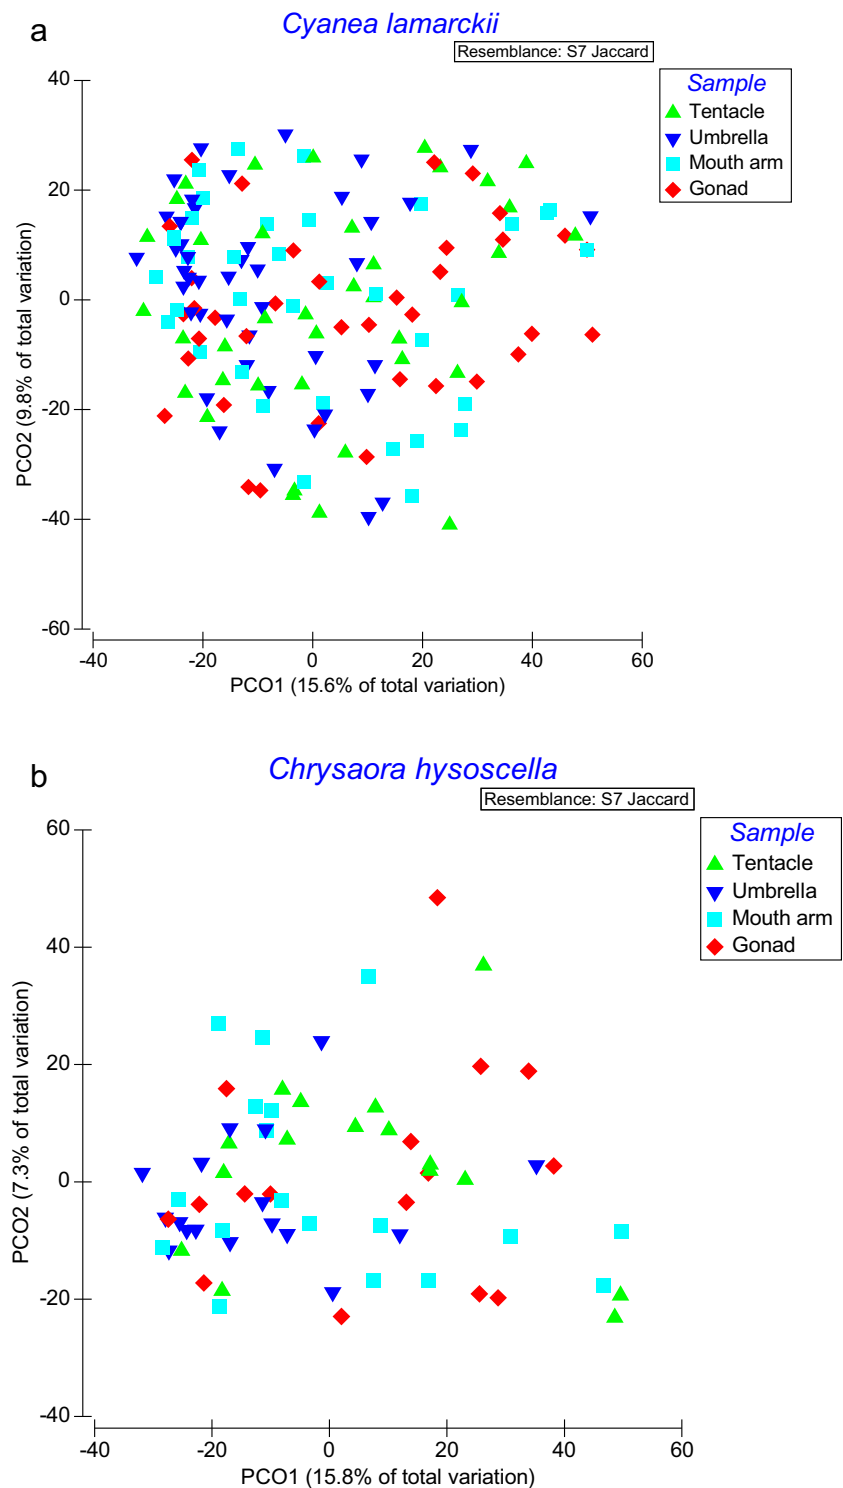 a
Cyanea lamarckii
Resemblance: S7 Jaccard
Sample
Tentacle
Umbrella
Mouth arm
Gonad
40
20
0
-20
-40
-60
PCO2 (9.8% of total variation)
-40 -20 0 20 40 60
PCO1 (15.6% of total variation)
b
Chrysaora hysoscella
Resemblance: S7 Jaccard
Sample
Tentacle
Umbrella
Mouth arm
Gonad
60
40
20
0
-20
-40
PCO2 (7.3% of total variation)
-40 -20 0 20 40 60
PCO1 (15.8% of total variation)